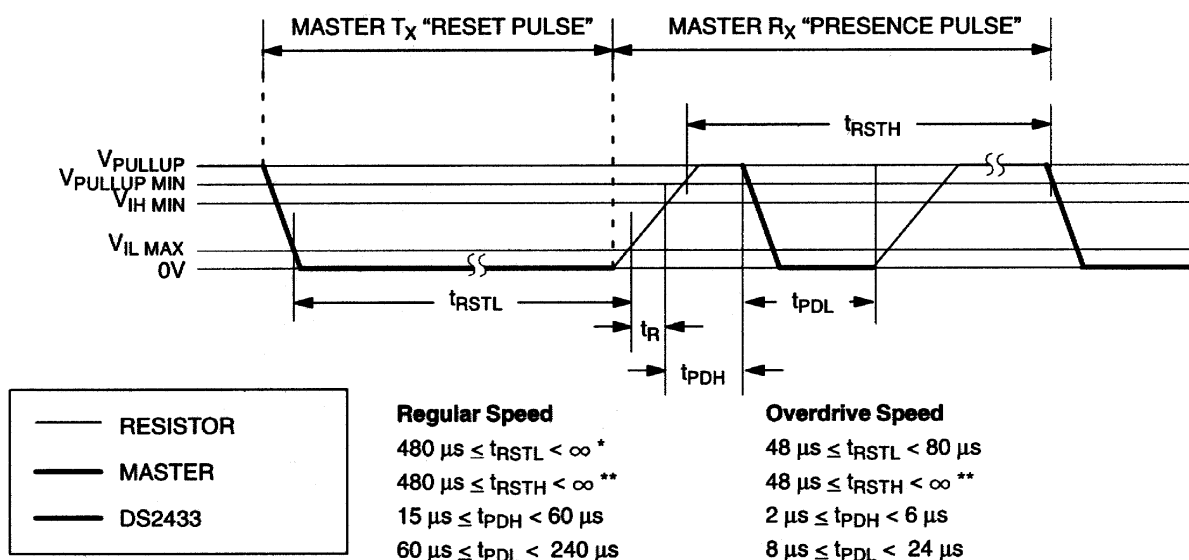 MASTER TX “RESET PULSE” MASTER RX “PRESENCE PULSE”
tRSTH
VPULLUP
VPULLUP MIN
VIH MIN
VIL MAX
0V
tRSTL
tPDL
tR
tPDH
RESISTOR
MASTER
DS2433
Regular Speed
480 μs ≤ tRSTL < ∞ *
480 μs ≤ tRSTH < ∞ **
15 μs ≤ tPDH < 60 μs
60 μs ≤ tPDL < 240 μs
Overdrive Speed
48 μs ≤ tRSTL < 80 μs
48 μs ≤ tRSTH < ∞ **
2 μs ≤ tPDH < 6 μs
8 μs ≤ tPDL < 24 μs